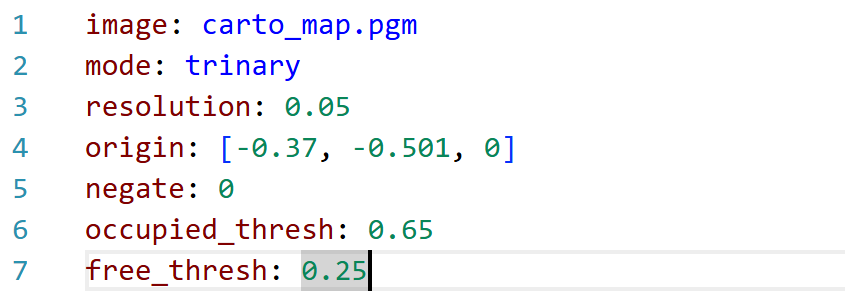 1 image: carto_map.pgm
2 mode: trinary
3 resolution: 0.05
4 origin: [-0.37, -0.501, 0]
5 negate: 0
6 occupied_thresh: 0.65
7 free_thresh: 0.25